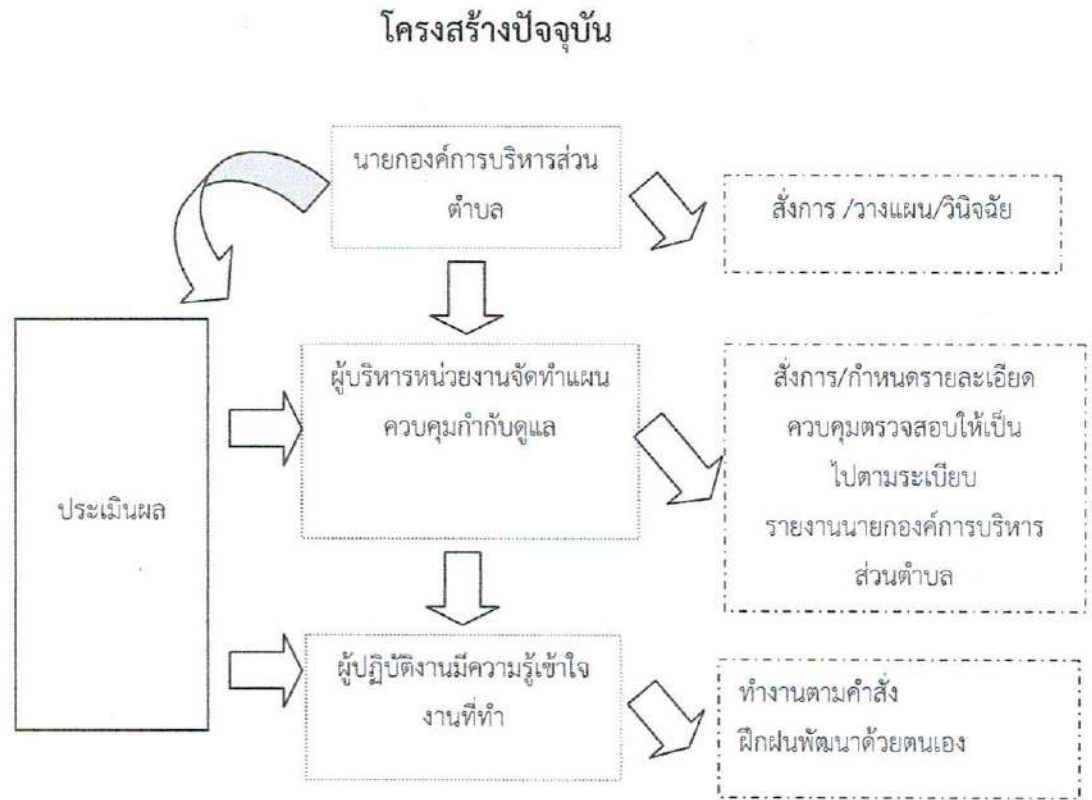 โครงสร้างปัจจุบัน
นายกองค์การบริหารส่วน
ตำบล
สั่งการ /วางแผน/วินิจฉัย
ผู้บริหารหน่วยงานจัดทำแผน
ควบคุมกำกับดูแล
สั่งการ/กำหนดรายละเอียด
ควบคุมตรวจสอบให้เป็น
ไปตามระเบียบ
รายงานนายกองค์การบริหาร
ส่วนตำบล
ประเมินผล
ผู้ปฏิบัติงานมีความรู้เข้าใจ
งานที่ทำ
ทำงานตามคำสั่ง
ฝึกฝนพัฒนาด้วยตนเอง